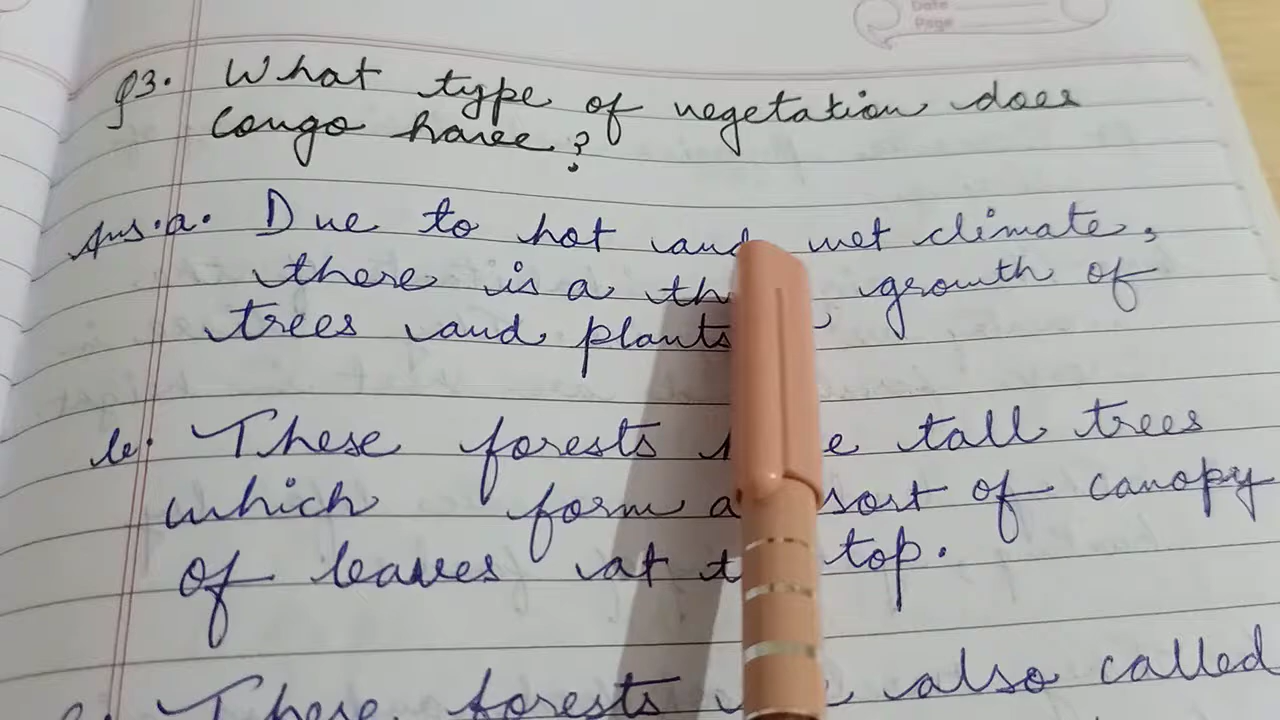 Date
Page
Q3. What type of vegetation does
Congo have?
Ans.a. Due to hot and wet climate,
there is a growth of
trees and plants
b. These forests tall trees
which form a sort of canopy
of leaves at top.
These forests also called